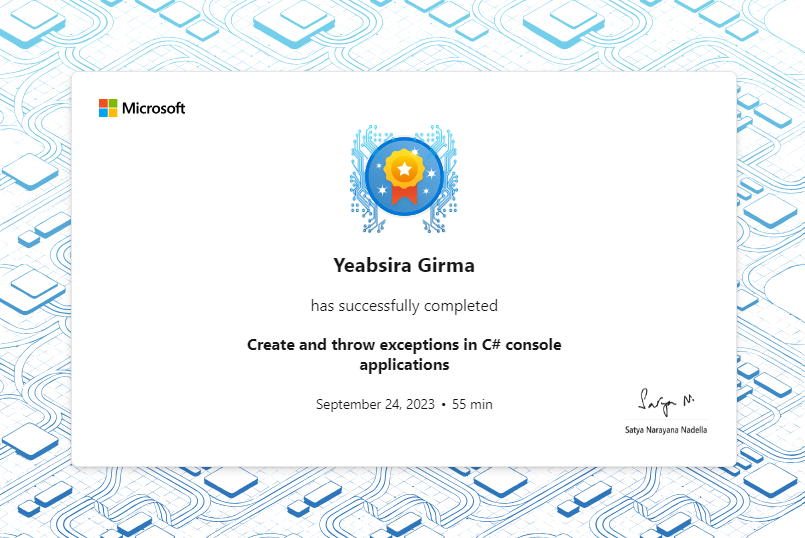 Microsoft
Yeabsira Girma
has successfully completed
Create and throw exceptions in C# console
applications
September 24, 2023 • 55 min
Satya N.
Satya Narayana Nadella